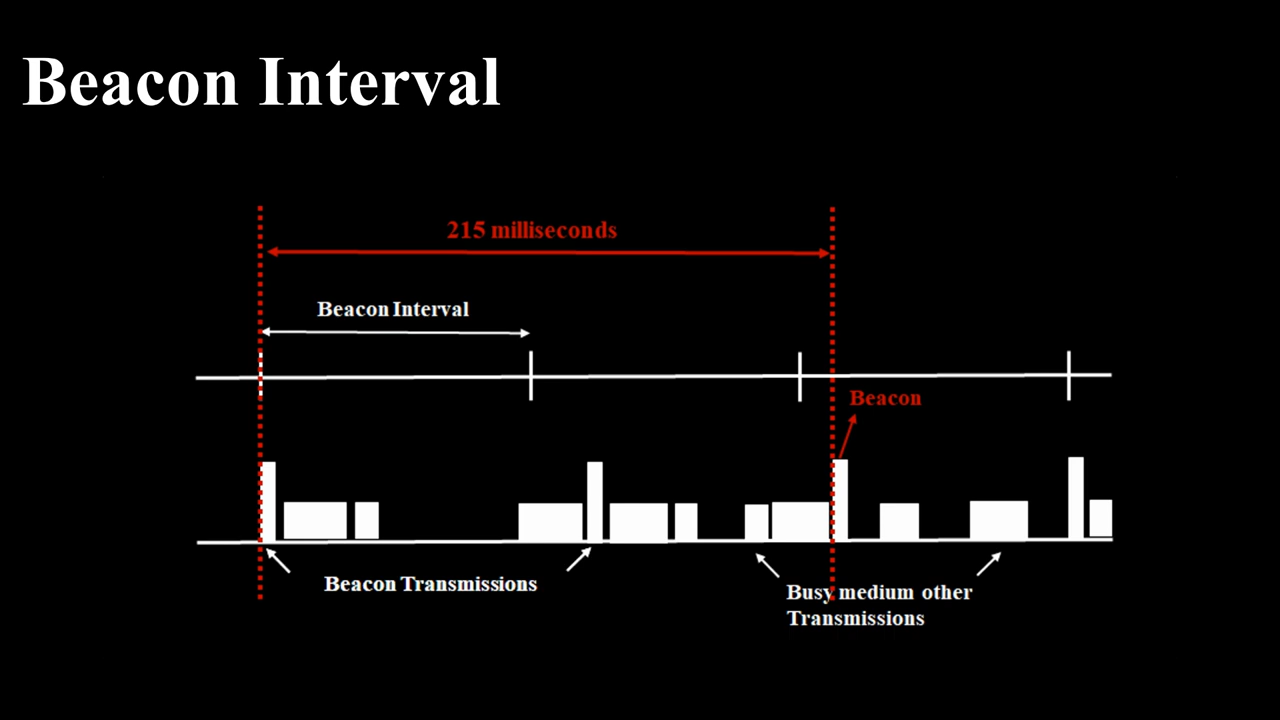 Beacon Interval
215 milliseconds
Beacon Interval
Beacon
Beacon Transmissions
Busy medium other
Transmissions